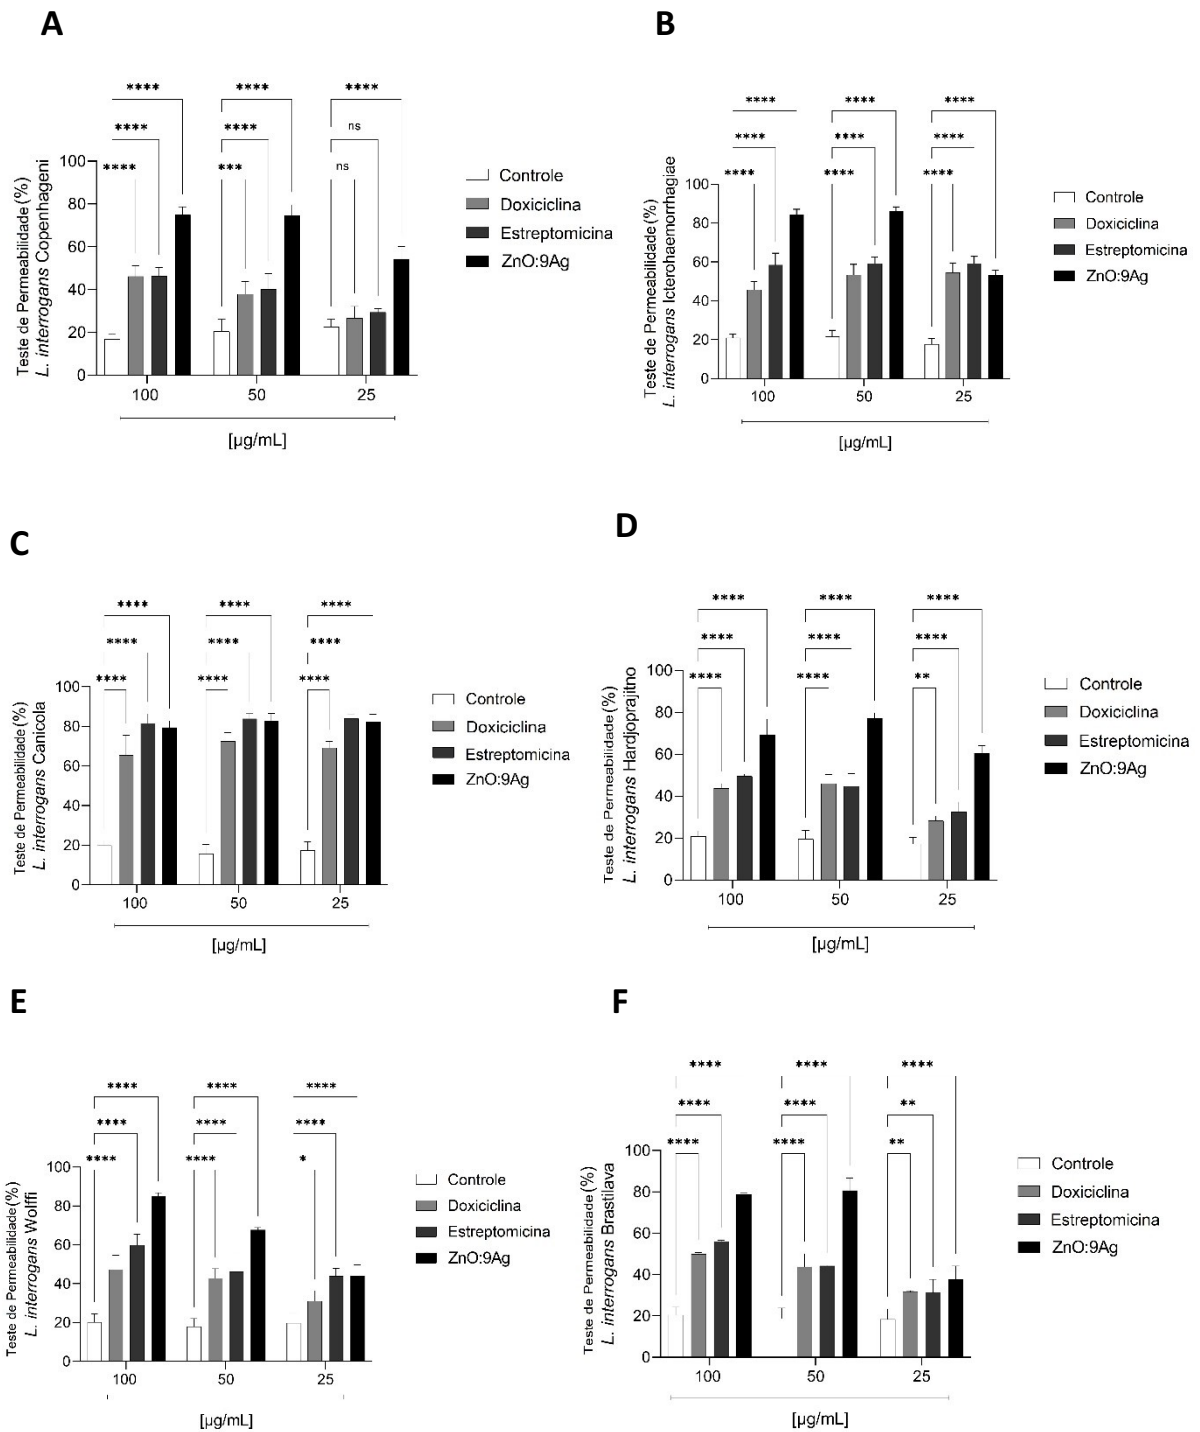 A
**** **** ****
**** **** ns
**** *** ns
Teste de Permeabilidade (%)
L. interrogans Copenhageni
100
80
60
40
20
0
100 50 25
[µg/mL]
Controle
Doxiciclina
Estreptomicina
ZnO:9Ag
B
**** **** ****
**** **** ****
**** **** ****
Teste de Permeabilidade (%)
L. interrogans Icterohaemorrhagiae
100
80
60
40
20
0
100 50 25
[µg/mL]
Controle
Doxiciclina
Estreptomicina
ZnO:9Ag
C
**** **** ****
**** **** ****
**** **** ****
Teste de Permeabilidade (%)
L. interrogans Canicola
100
80
60
40
20
0
100 50 25
[µg/mL]
Controle
Doxiciclina
Estreptomicina
ZnO:9Ag
D
**** **** ****
**** **** ****
**** **** **
Teste de Permeabilidade (%)
L. interrogans Hardjoprajitno
100
80
60
40
20
0
100 50 25
[µg/mL]
Controle
Doxiciclina
Estreptomicina
ZnO:9Ag
E
**** **** ****
**** **** ****
**** **** *
Teste de Permeabilidade (%)
L. interrogans Wolffi
100
80
60
40
20
0
100 50 25
[µg/mL]
Controle
Doxiciclina
Estreptomicina
ZnO:9Ag
F
**** **** ****
**** **** **
**** **** **
Teste de Permeabilidade (%)
L. interrogans Brastilava
100
80
60
40
20
0
100 50 25
[µg/mL]
Controle
Doxiciclina
Estreptomicina
ZnO:9Ag